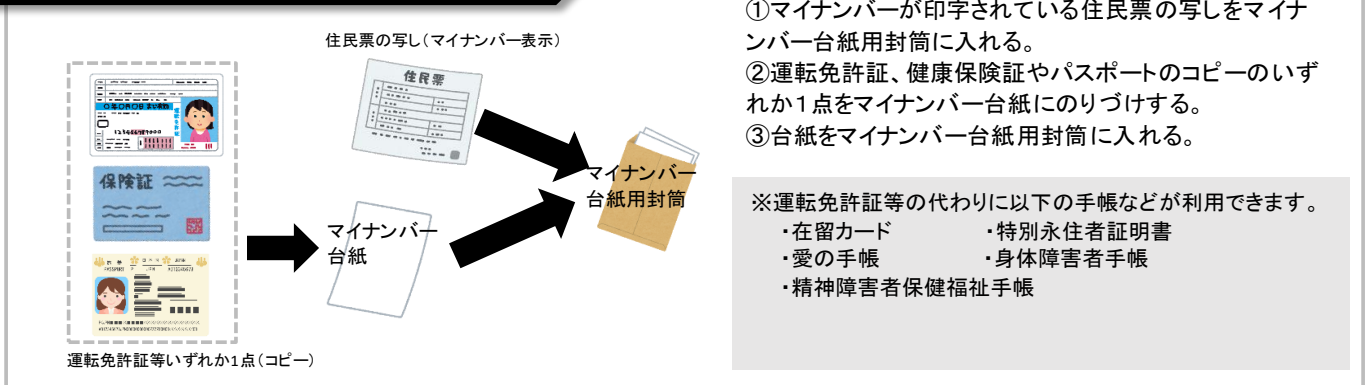 住民票の写し（マイナンバー表示）
住民票
保険証
マイナンバー
台紙
マイナンバー
台紙用封筒
運転免許証等いずれか1点（コピー）
①マイナンバーが印字されている住民票の写しをマイナ
ンバー台紙用封筒に入れる。
②運転免許証、健康保険証やパスポートのコピーのいず
れか１点をマイナンバー台紙にのりづけする。
③台紙をマイナンバー台紙用封筒に入れる。
※運転免許証等の代わりに以下の手帳などが利用できます。
・在留カード　・特別永住者証明書
・愛の手帳　・身体障害者手帳
・精神障害者保健福祉手帳